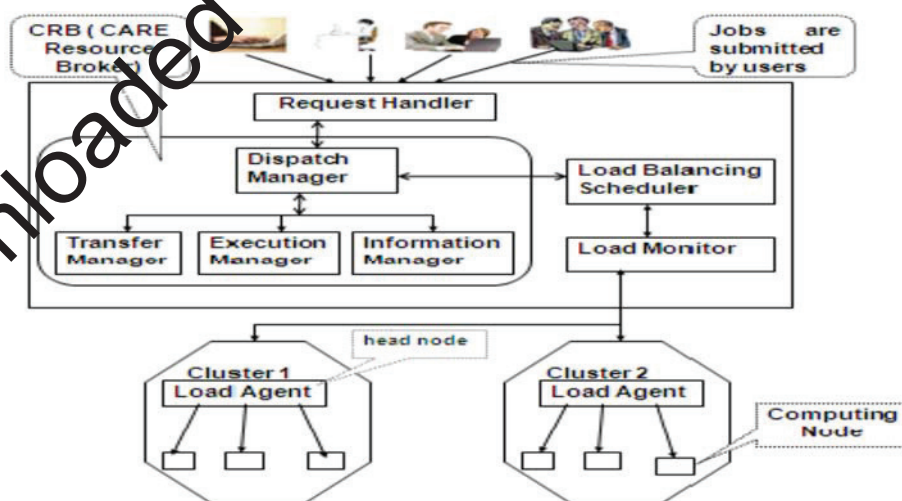 CRB ( CARE
Resource
Broker)
Jobs are
submitted
by users
Request Handler
Dispatch
Manager
Load Balancing
Scheduler
Transfer
Manager
Execution
Manager
Information
Manager
Load Monitor
head node
Cluster 1
Load Agent
Cluster 2
Load Agent
Computing
Node